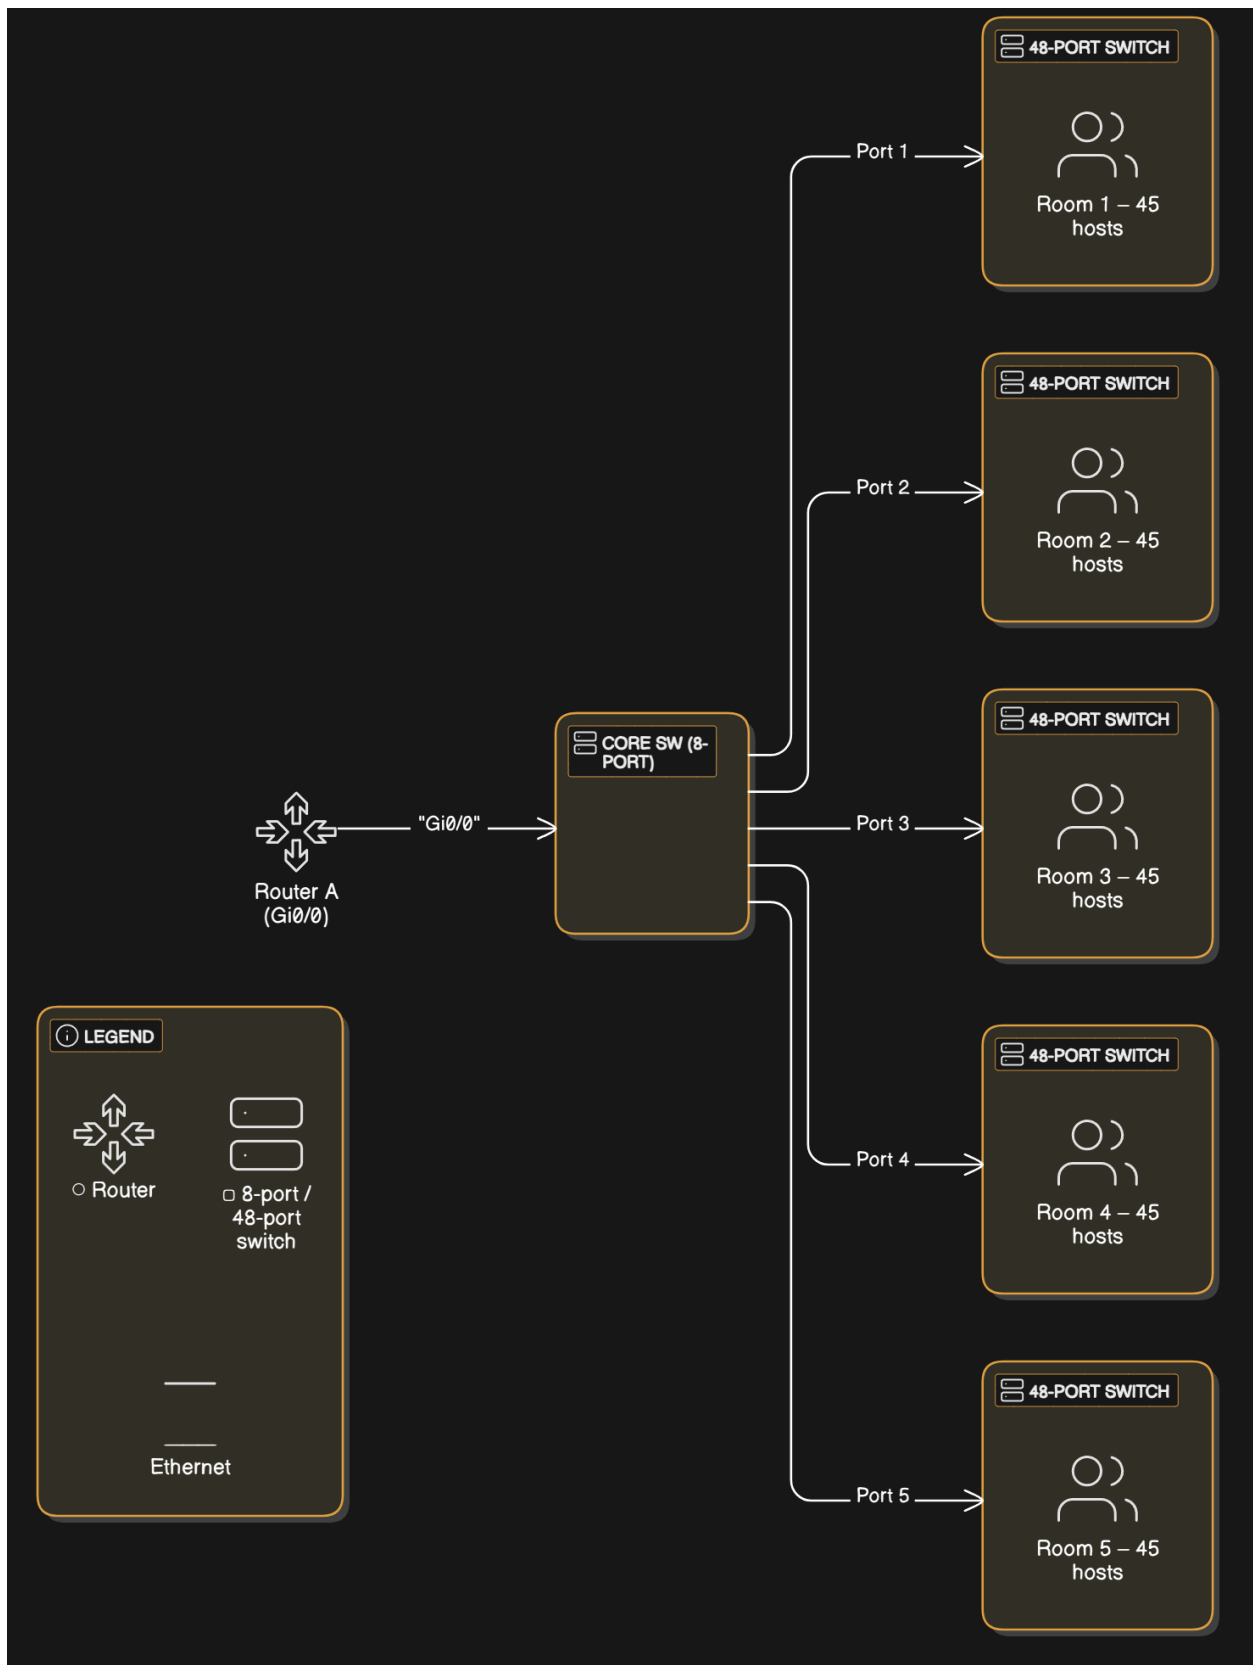 48-PORT SWITCH
Port 1
Room 1 – 45
hosts
48-PORT SWITCH
Port 2
Room 2 – 45
hosts
48-PORT SWITCH
CORE SW (8-
PORT)
"Gi0/0"
Port 3
Room 3 – 45
hosts
Router A
(Gi0/0)
LEGEND
Router
8-port /
48-port
switch
Ethernet
48-PORT SWITCH
Port 4
Room 4 – 45
hosts
48-PORT SWITCH
Port 5
Room 5 – 45
hosts